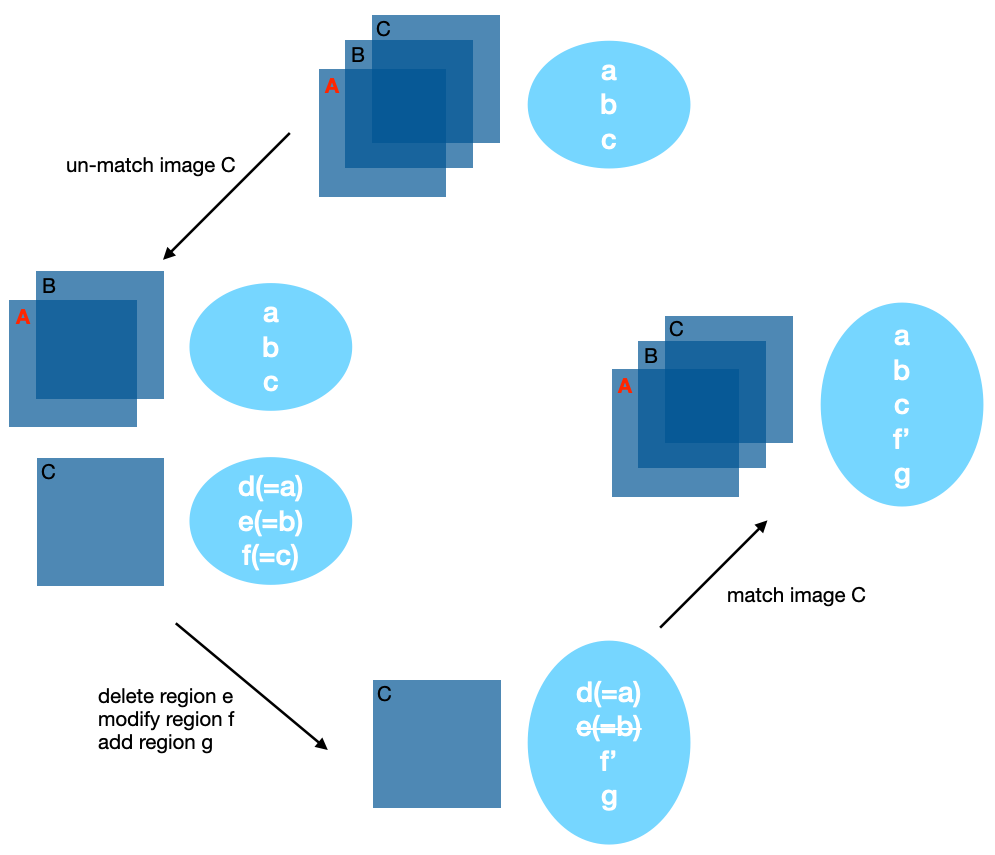 C
B
A
a
b
c
un-match image C
B
A
a
b
c
C
d(=a)
e(=b)
f(=c)
delete region e
modify region f
add region g
C
d(=a)
e(=b)
f’
g
match image C
C
B
A
a
b
c
f’
g